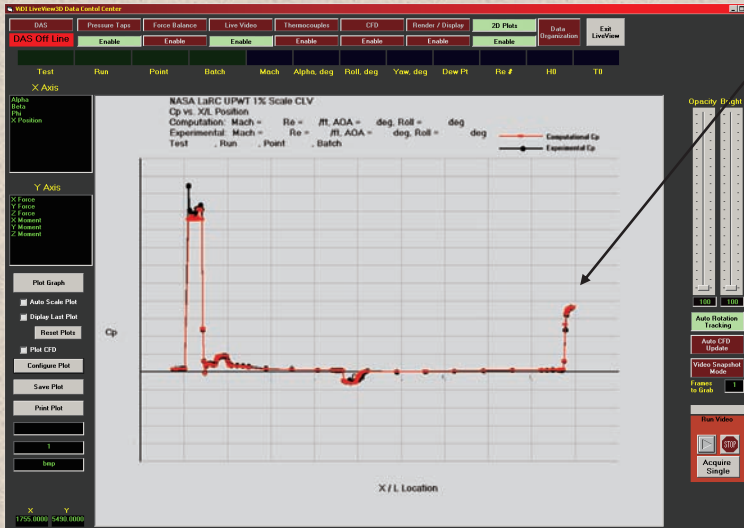 ViDI LiveView3D Data Contol Center
DAS Pressure Taps Force Balance Live Video Thermocouples CFD Render / Display 2D Plots Data Organization Exit LiveView
DAS Off Line Enable Enable Enable Enable Enable Enable Enable
Test Run Point Batch Mach Alpha, deg Roll, deg Yaw, deg Dew Pt Re # H0 T0
X Axis
Alpha
Beta
Phi
X Position
Y Axis
X Force
Y Force
Z Force
X Moment
Y Moment
Z Moment
Plot Graph
Auto Scale Plot
Diplay Last Plot
Reset Plots
Plot CFD
Configure Plot
Save Plot
Print Plot
1
bmp
X Y
1755.0000 5490.0000
NASA LaRC UPWT 1% Scale CLV
Cp vs. X/L Position
Computation: Mach = Re = /ft, AOA = deg, Roll = deg
Experimental: Mach = Re = /ft, AOA = deg, Roll = deg
Test , Run , Point , Batch
Computational Cp
Experimental Cp
Cp
X / L Location
Opacity Bright
100 100
Auto Rotation
Tracking
Auto CFD
Update
Video Snapshot
Mode
Frames
to Grab 1
Run Video
STOP
Acquire
Single